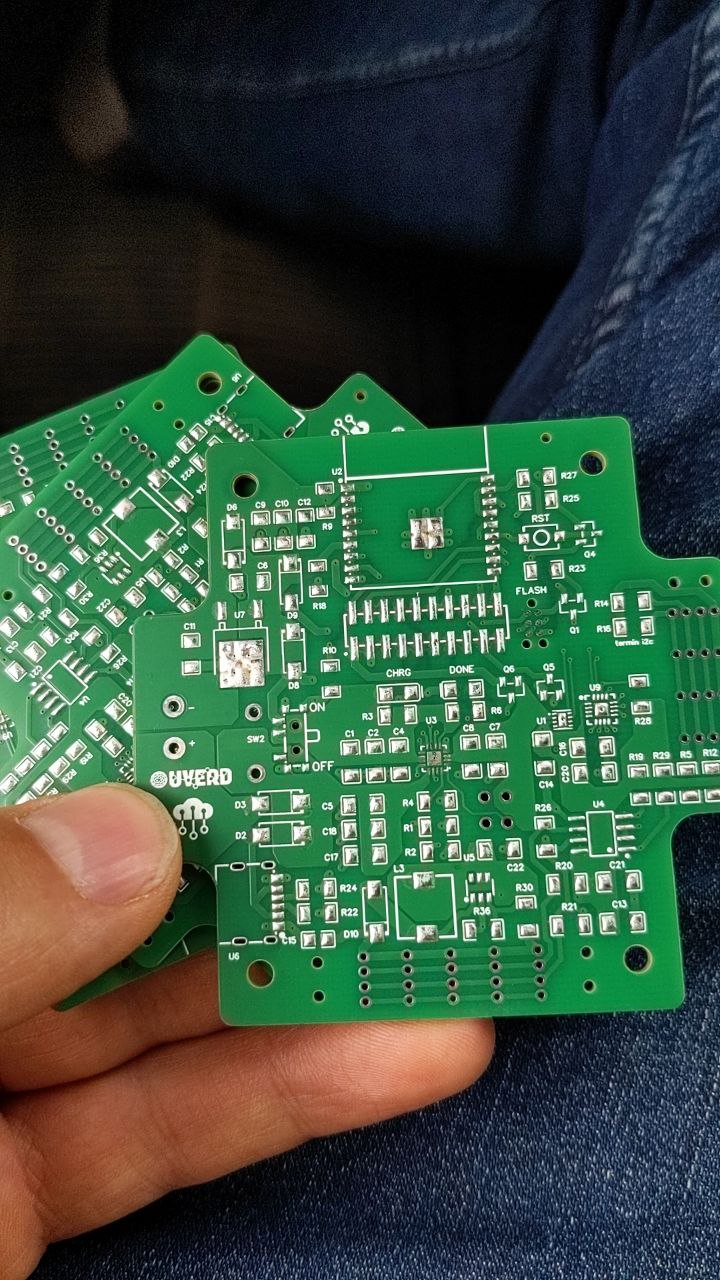 U2
R27
R25
D6
C9
C10
C12
R9
RST
Q4
C6
R18
R23
FLASH
U7
D9
Q1
R14
R16
termin i2c
C11
R10
D8
CHRG
DONE
Q6
Q5
U9
-
ON
R3
R6
U1
R28
+
SW2
OFF
C1
C2
C4
U3
C8
C7
C16
C14
C20
R19
R29
R5
R12
UVERD
D3
C5
R4
R26
U4
D2
C18
R1
C17
R2
L3
U5
C22
R20
C21
R24
R22
R36
R30
R21
C13
D10
C15
U6